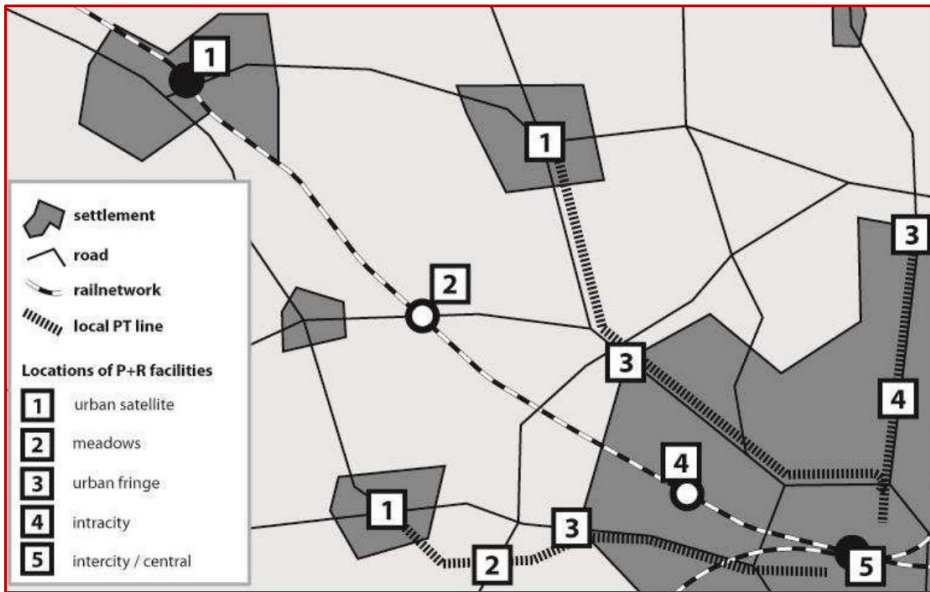 1
1
2
3
3
4
4
1
2
3
5
settlement
road
railnetwork
local PT line
Locations of P+R facilities
1 urban satellite
2 meadows
3 urban fringe
4 intracity
5 intercity / central